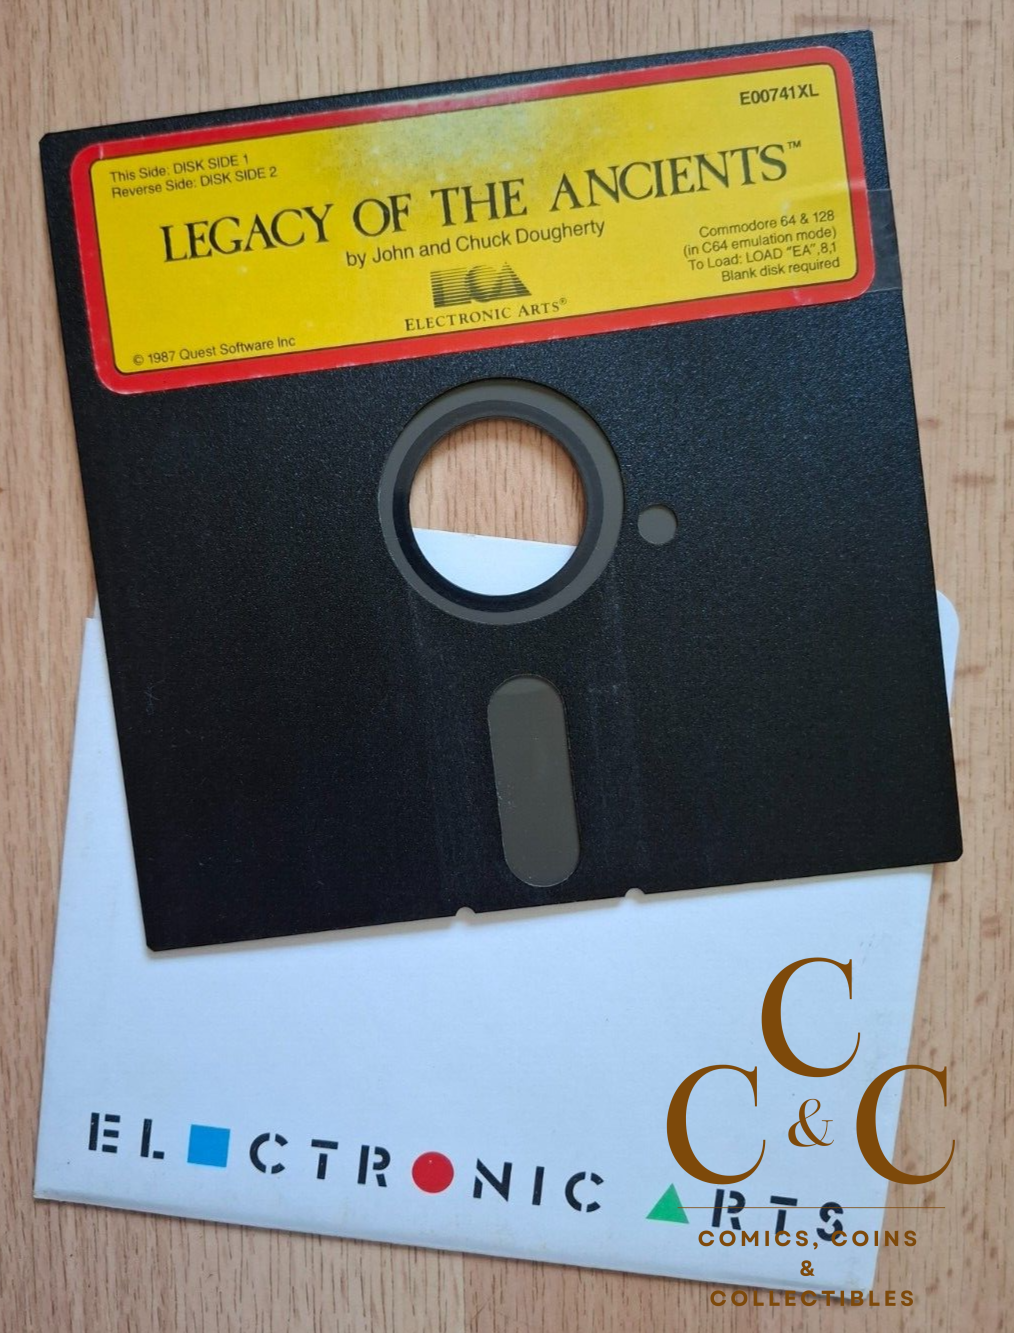 E00741XL
This Side: DISK SIDE 1
Reverse Side: DISK SIDE 2
LEGACY OF THE ANCIENTS™
by John and Chuck Dougherty
Commodore 64 & 128
(in C64 emulation mode)
To Load: LOAD "EA",8,1
Blank disk required
EA
ELECTRONIC ARTS®
© 1987 Quest Software Inc
EL■CTR●NIC ▲RTS
C
C & C
COMICS, COINS
&
COLLECTIBLES